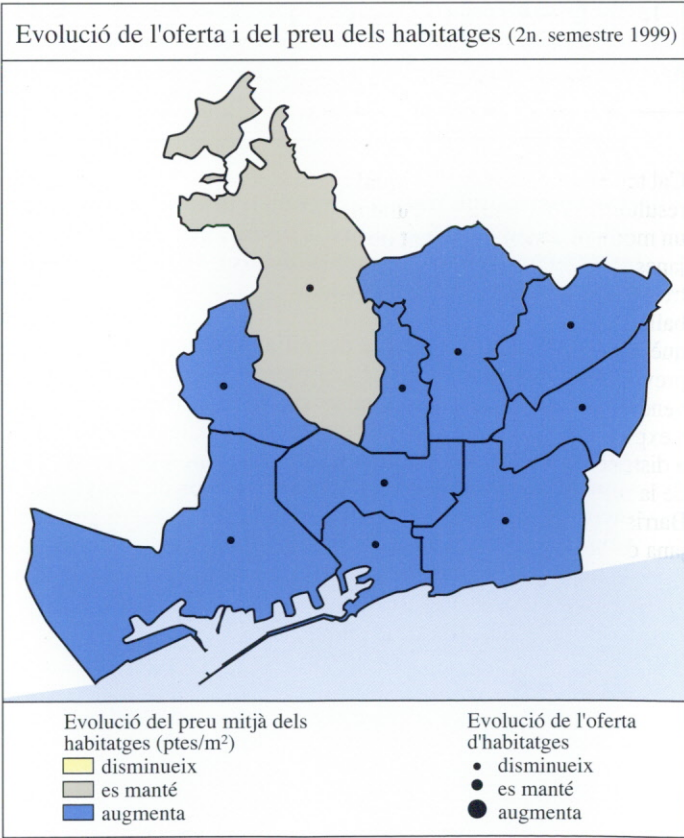 Evolució de l'oferta i del preu dels habitatges (2n. semestre 1999)
Evolució del preu mitjà dels
habitatges (ptes/m²)
disminueix
es manté
augmenta
Evolució de l'oferta
d'habitatges
disminueix
es manté
augmenta